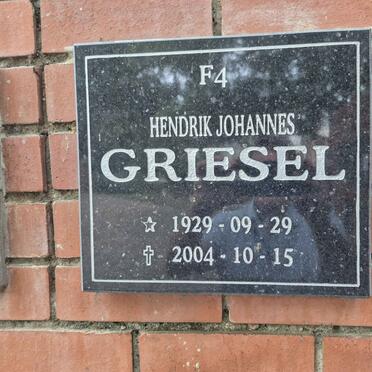 F4
HENDRIK JOHANNES
GRIESEL
☆ 1929 - 09 - 29
✝ 2004 - 10 - 15